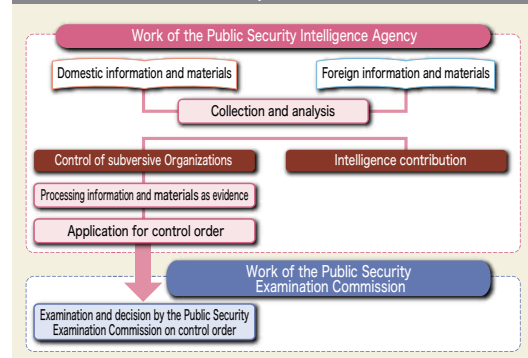 Work of the Public Security Intelligence Agency
Domestic information and materials
Foreign information and materials
Collection and analysis
Control of subversive Organizations
Intelligence contribution
Processing information and materials as evidence
Application for control order
Work of the Public Security
Examination Commission
Examination and decision by the Public Security
Examination Commission on control order